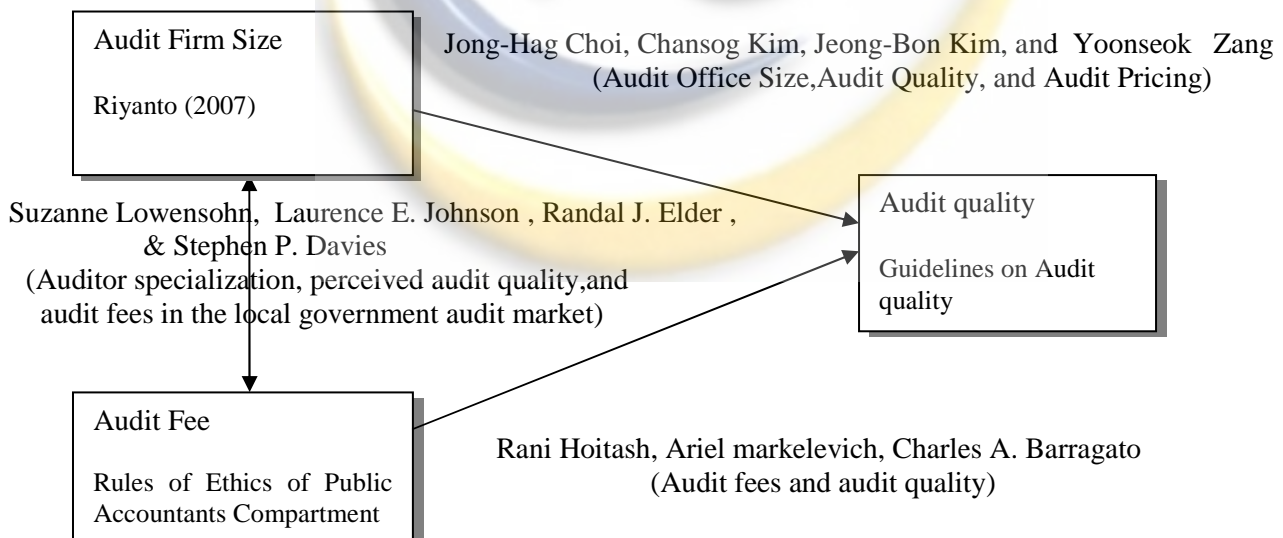 Audit Firm Size
Riyanto (2007)
Jong-Hag Choi, Chansog Kim, Jeong-Bon Kim, and Yoonseok Zang
(Audit Office Size,Audit Quality, and Audit Pricing)
Suzanne Lowensohn, Laurence E. Johnson , Randal J. Elder ,
& Stephen P. Davies
(Auditor specialization, perceived audit quality,and
audit fees in the local government audit market)
Audit quality
Guidelines on Audit
quality
Audit Fee
Rules of Ethics of Public
Accountants Compartment
Rani Hoitash, Ariel markelevich, Charles A. Barragato
(Audit fees and audit quality)